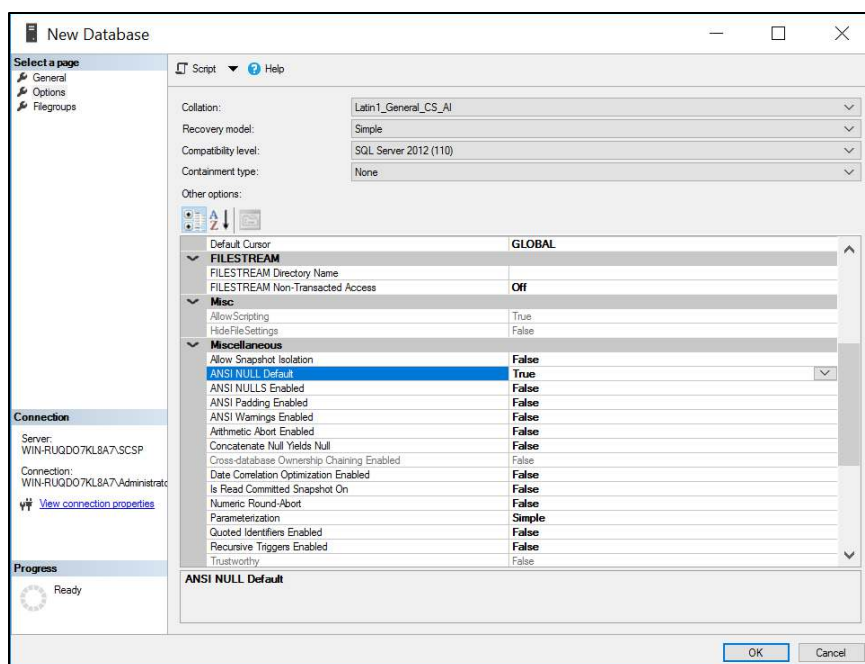 New Database
Select a page
General
Options
Filegroups
Script Help
Collation: Latin1_General_CS_AI
Recovery model: Simple
Compatibility level: SQL Server 2012 (110)
Containment type: None
Other options:
Default Cursor GLOBAL
FILESTREAM
FILESTREAM Directory Name
FILESTREAM Non-Transacted Access Off
Misc
AllowScripting True
HideFileSettings False
Miscellaneous
Allow Snapshot Isolation False
ANSI NULL Default True
ANSI NULLS Enabled False
ANSI Padding Enabled False
ANSI Warnings Enabled False
Arithmetic Abort Enabled False
Concatenate Null Yields Null False
Cross-database Ownership Chaining Enabled False
Date Correlation Optimization Enabled False
Is Read Committed Snapshot On False
Numeric Round-Abort False
Parameterization Simple
Quoted Identifiers Enabled False
Recursive Triggers Enabled False
Trustworthy False
ANSI NULL Default
Connection
Server:
WIN-RUQDO7KL8A7\SCSP
Connection:
WIN-RUQDO7KL8A7\Administrato
View connection properties
Progress
Ready
OK Cancel